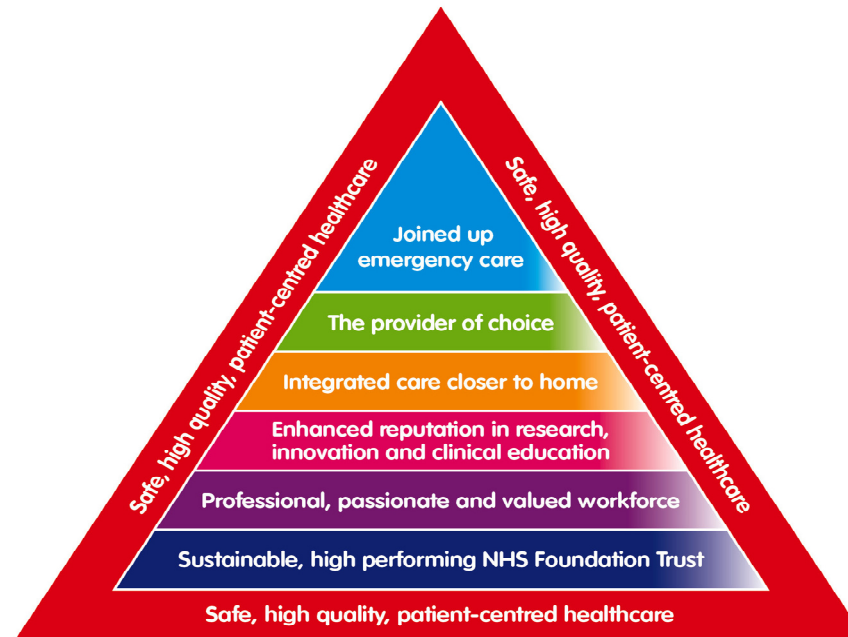 Safe, high quality, patient-centred healthcare
Safe, high quality, patient-centred healthcare
Joined up
emergency care
The provider of choice
Integrated care closer to home
Enhanced reputation in research,
innovation and clinical education
Professional, passionate and valued workforce
Sustainable, high performing NHS Foundation Trust
Safe, high quality, patient-centred healthcare